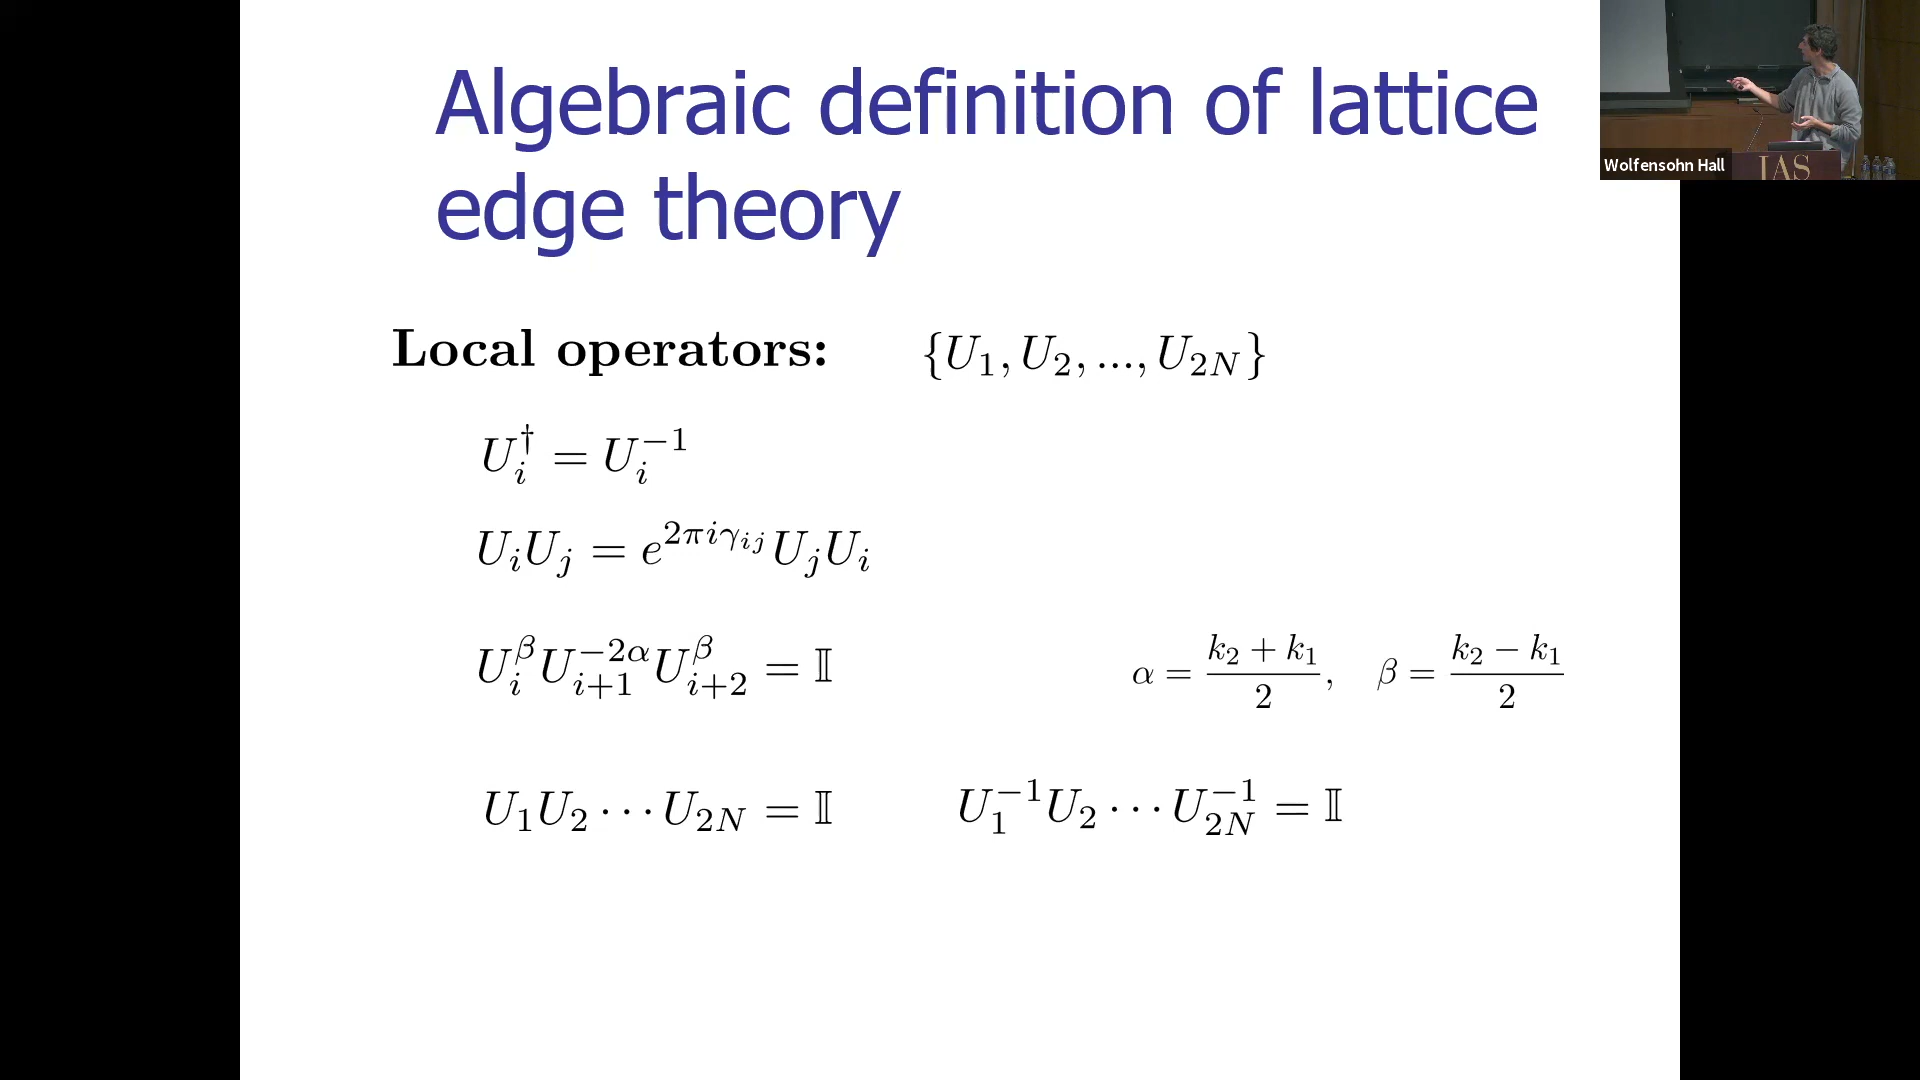 Algebraic definition of lattice
edge theory
Local operators: {U_1, U_2, ..., U_{2N}}
U_i^† = U_i^{-1}
U_i U_j = e^{2πiγ_{ij}} U_j U_i
U_i^β U_{i+1}^{-2α} U_{i+2}^β = 𝕀 α = \frac{k_2 + k_1}{2}, β = \frac{k_2 - k_1}{2}
U_1 U_2 ⋯ U_{2N} = 𝕀 U_1^{-1} U_2 ⋯ U_{2N}^{-1} = 𝕀
Wolfensohn Hall
IAS